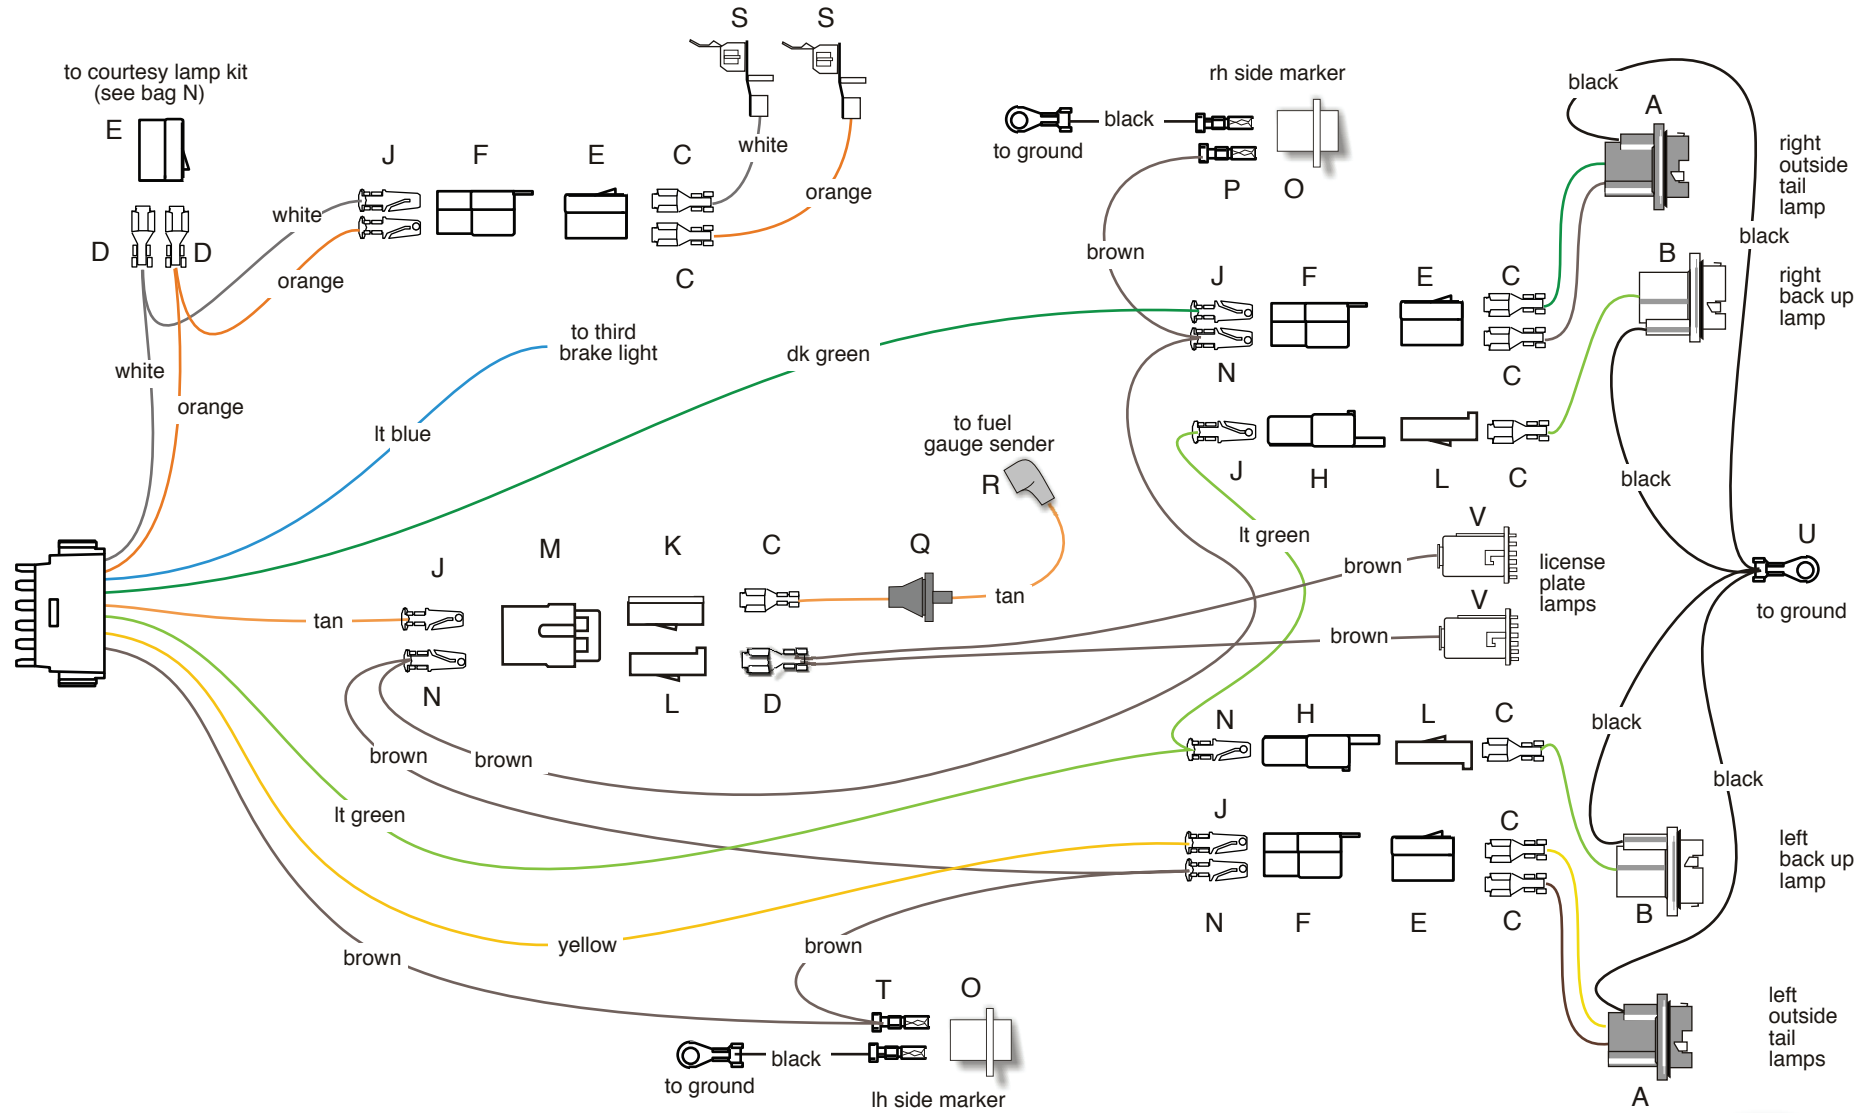 S
S
to courtesy lamp kit
(see bag N)
E
J
F
E
C
white
orange
white
orange
D
D
C
rh side marker
black
to ground
P
O
brown
black
A
right
outside
tail
lamp
black
B
right
back up
lamp
J
F
E
C
N
C
to third
brake light
dk green
white
orange
lt blue
to fuel
gauge sender
R
J
H
L
C
black
lt green
V
brown
license
plate
lamps
V
brown
U
to ground
J
M
K
C
Q
tan
tan
N
L
D
brown
brown
N
H
L
C
black
black
lt green
J
C
left
back up
lamp
B
N
F
E
C
yellow
brown
brown
T
O
black
to ground
lh side marker
left
outside
tail
lamps
A